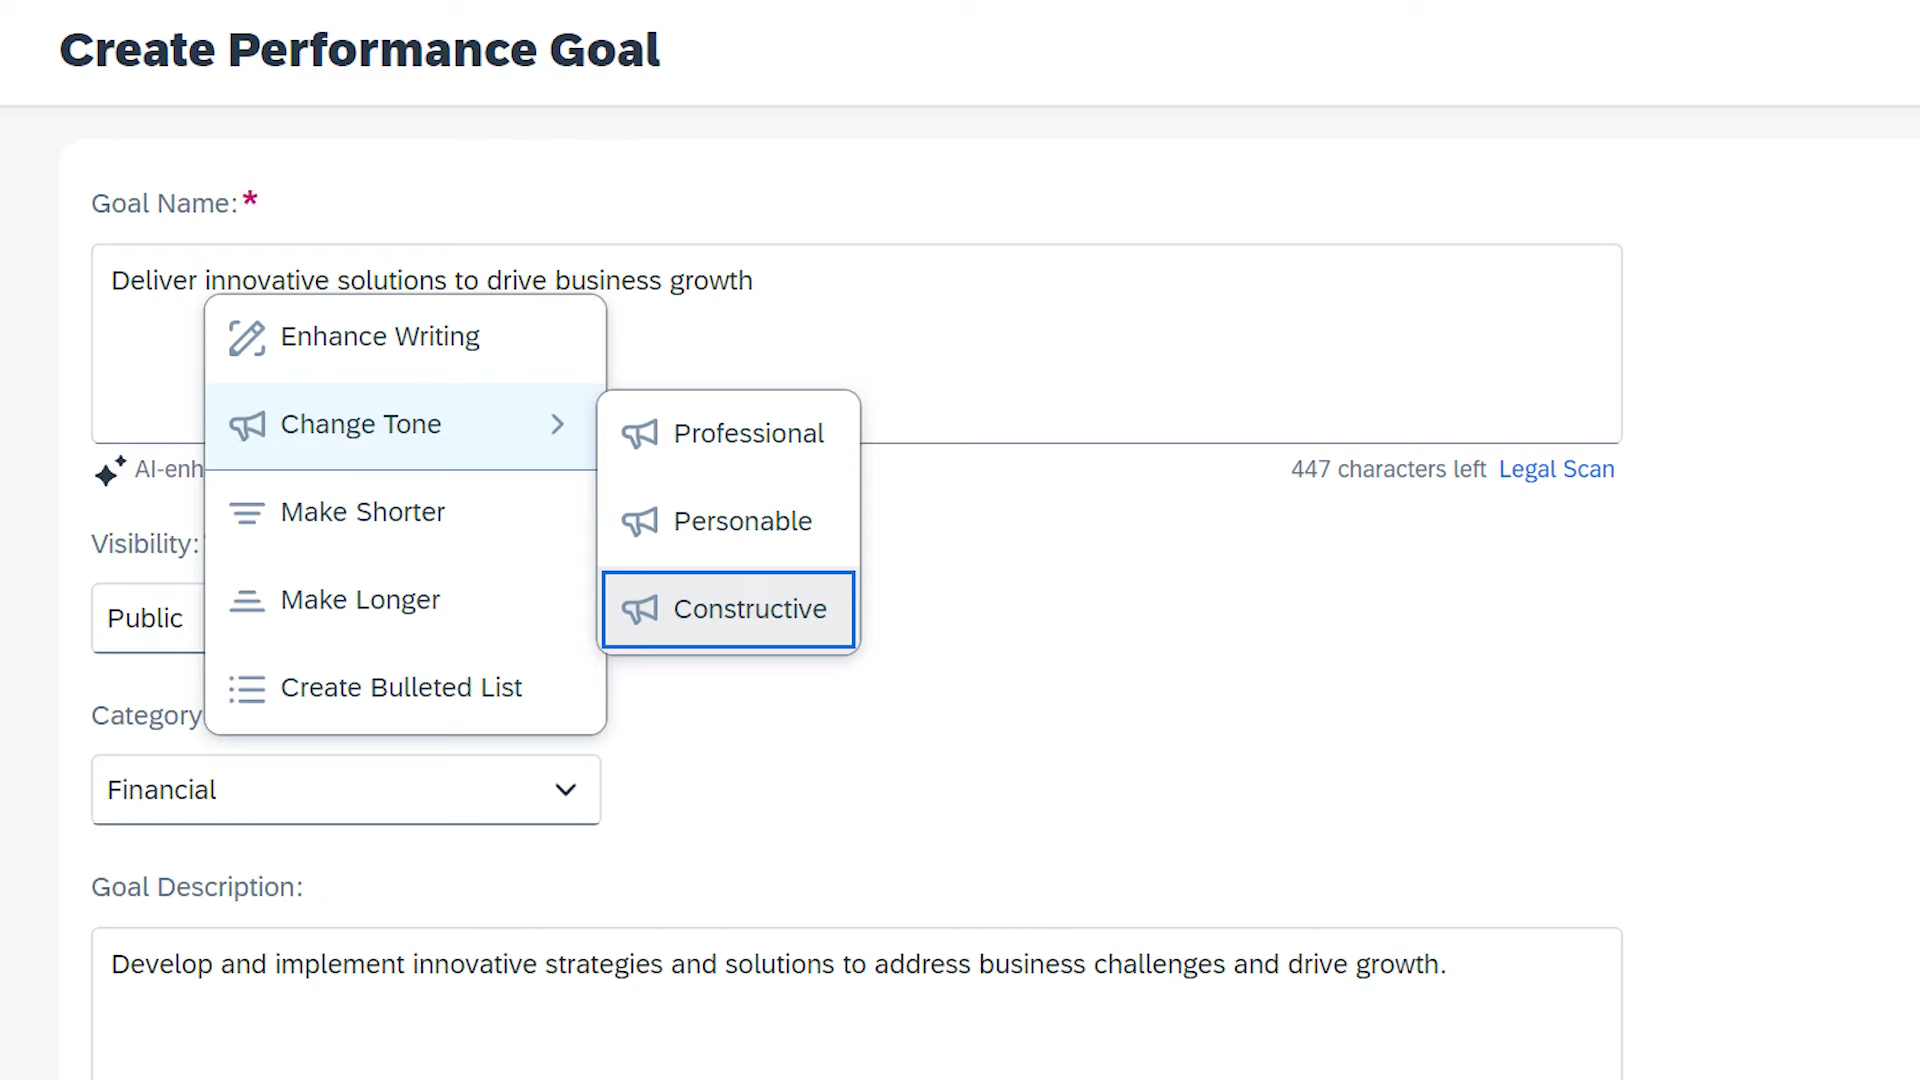 Create Performance Goal
Goal Name:*
Deliver innovative solutions to drive business growth
Enhance Writing
Change Tone
Professional
AI-enh
447 characters left Legal Scan
Make Shorter
Personable
Visibility:
Make Longer
Constructive
Public
Create Bulleted List
Category
Financial
Goal Description:
Develop and implement innovative strategies and solutions to address business challenges and drive growth.